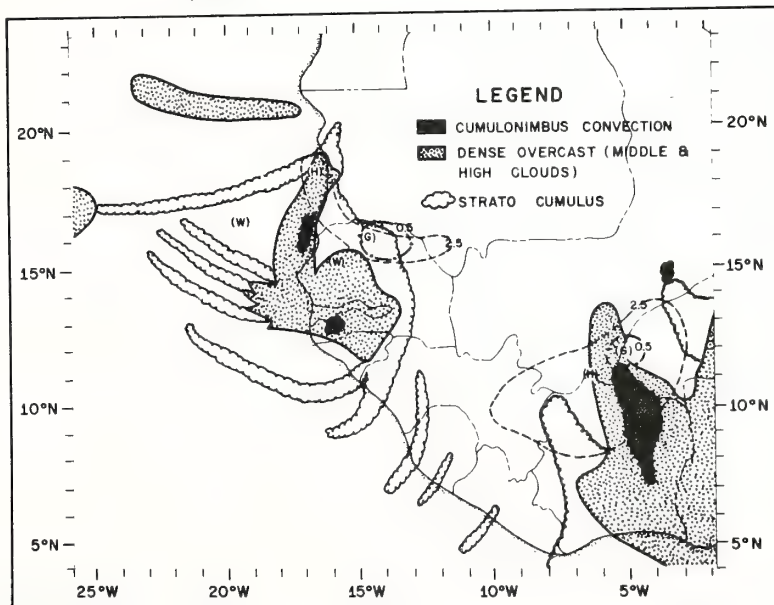 LEGEND
CUMULONIMBUS CONVECTION
DENSE OVERCAST (MIDDLE &
HIGH CLOUDS)
STRATO CUMULUS
20°N
20°N
(H)
(W)
(G)
0.5
2.5
(W)
15°N
15°N
2.5
0.5
(H)
10°N
10°N
5°N
5°N
25°W
20°W
15°W
10°W
5°W